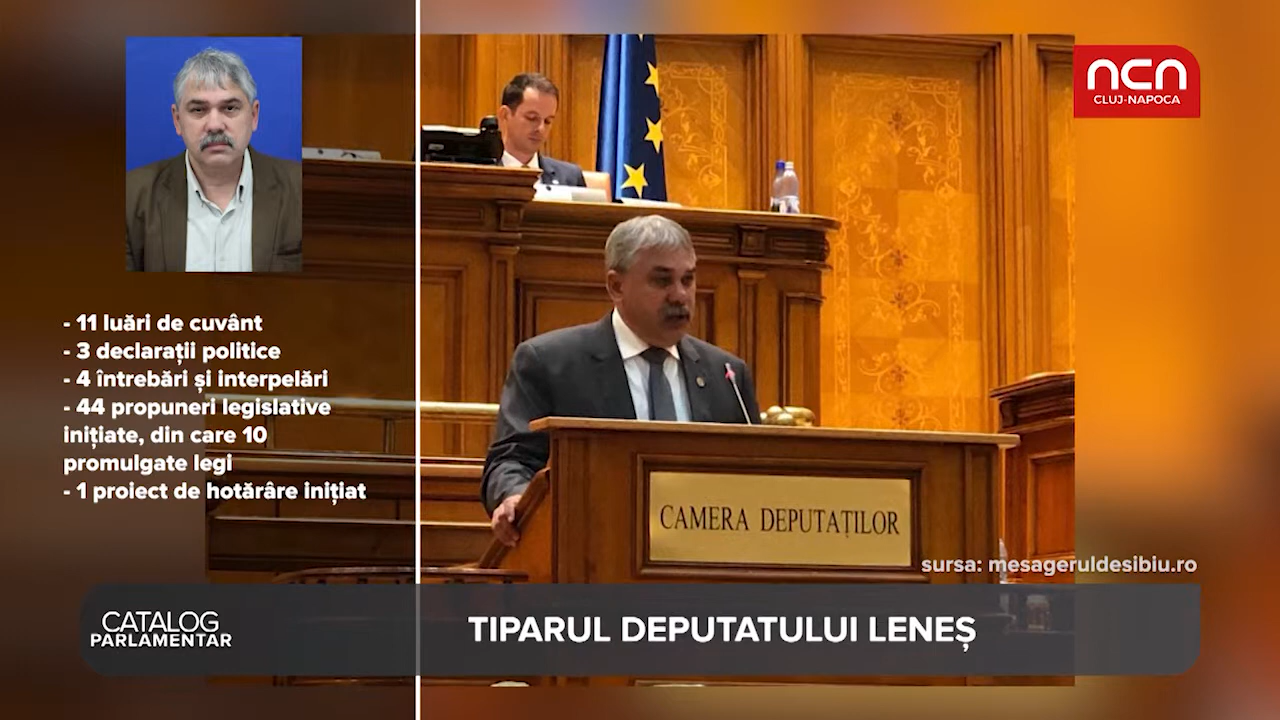 ncn
CLUJ-NAPOCA
- 11 luări de cuvânt
- 3 declarații politice
- 4 întrebări și interpelări
- 44 propuneri legislative
inițiate, din care 10
promulgate legi
- 1 proiect de hotărâre inițiat
CAMERA DEPUTAȚILOR
sursa: mesageruldesibiu.ro
CATALOG
PARLAMENTAR
TIPARUL DEPUTATULUI LENEȘ